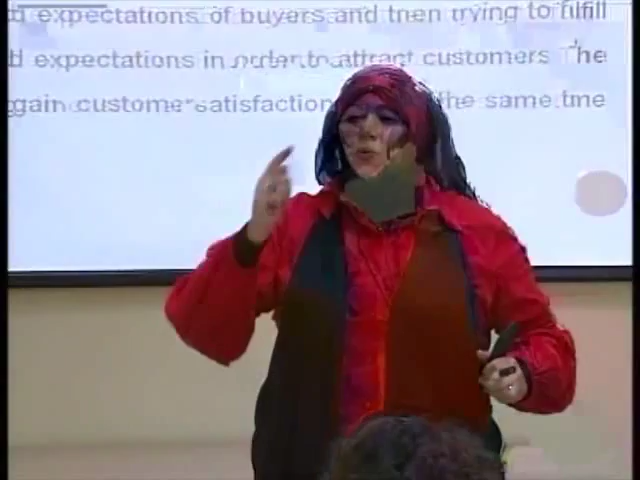 expectations of buyers and then trying to fulfill
expectations in order to attract customers The
gain customer satisfaction the same time